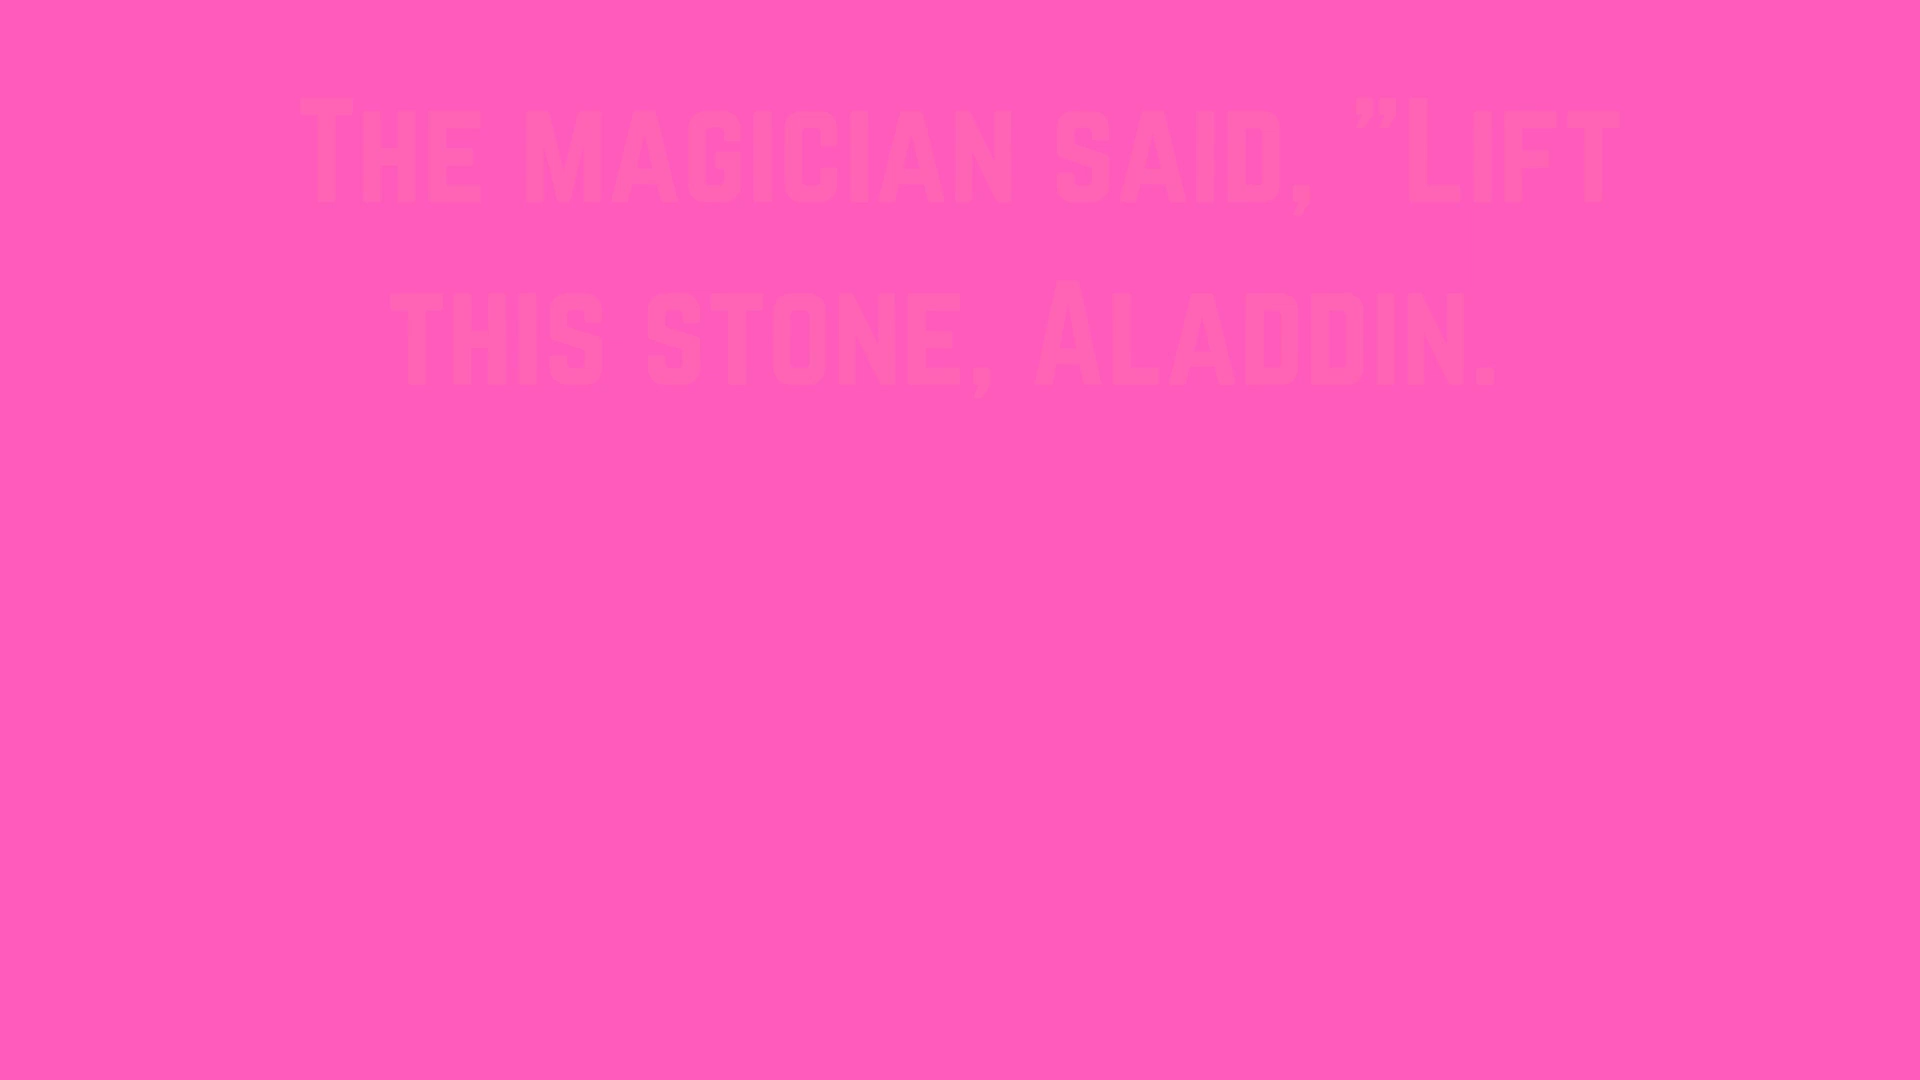 The magician said, "Lift
this stone, Aladdin.